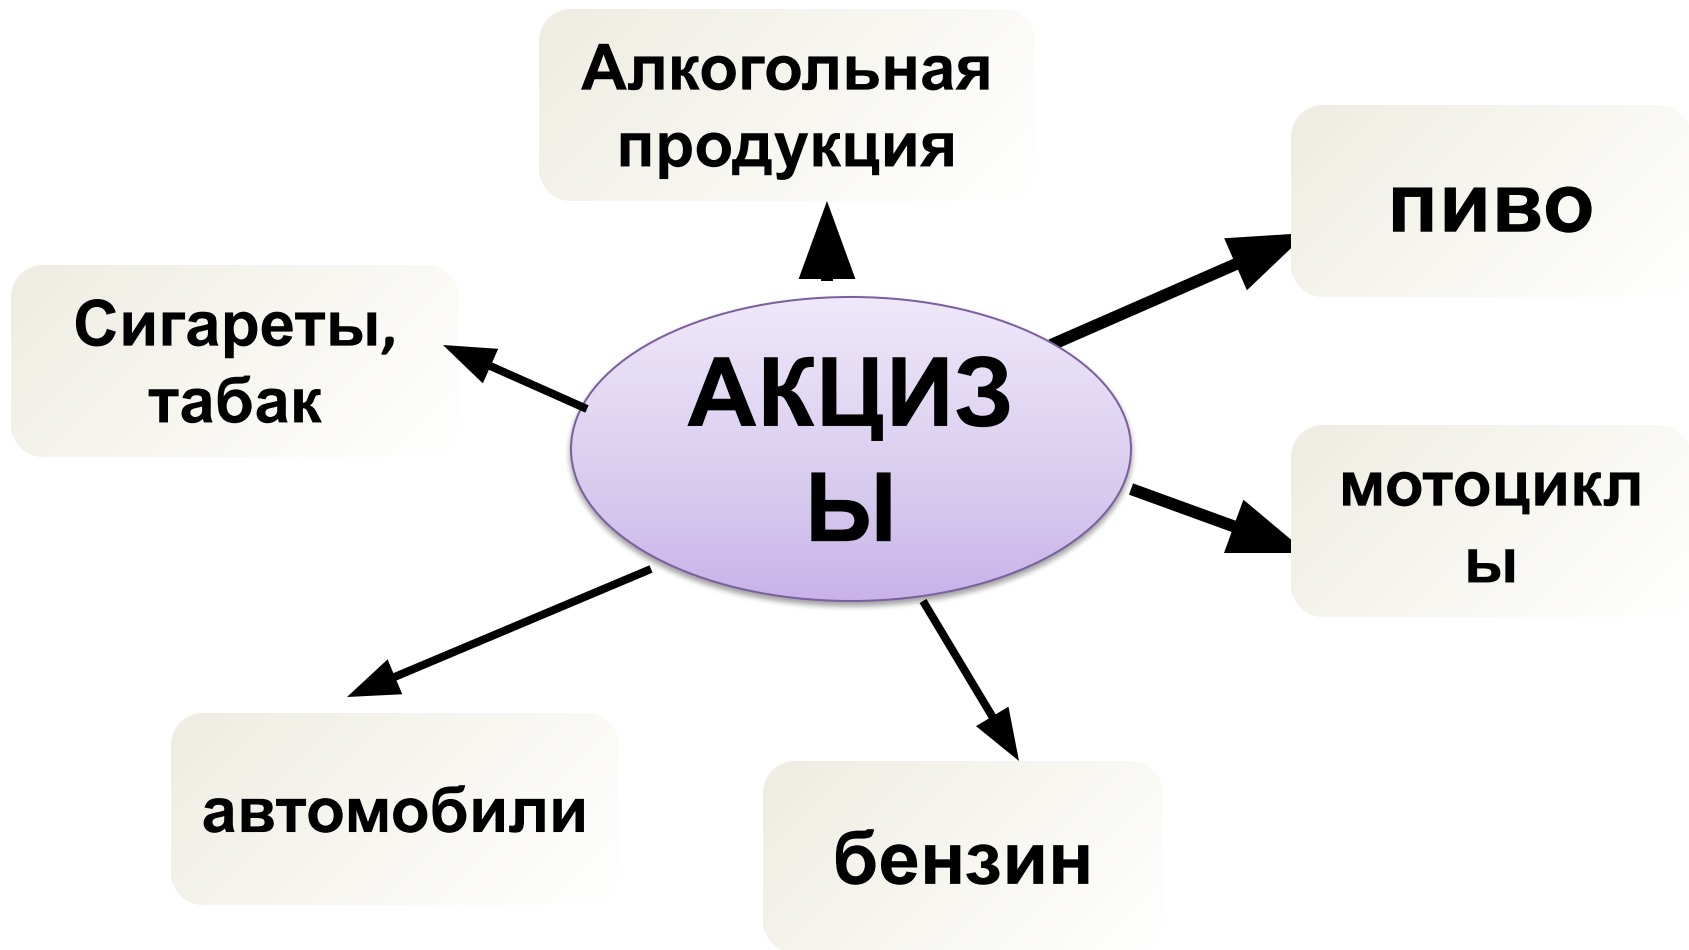 Алкогольная
продукция
пиво
Сигареты,
табак
АКЦИЗ
Ы
мотоцикл
ы
автомобили
бензин